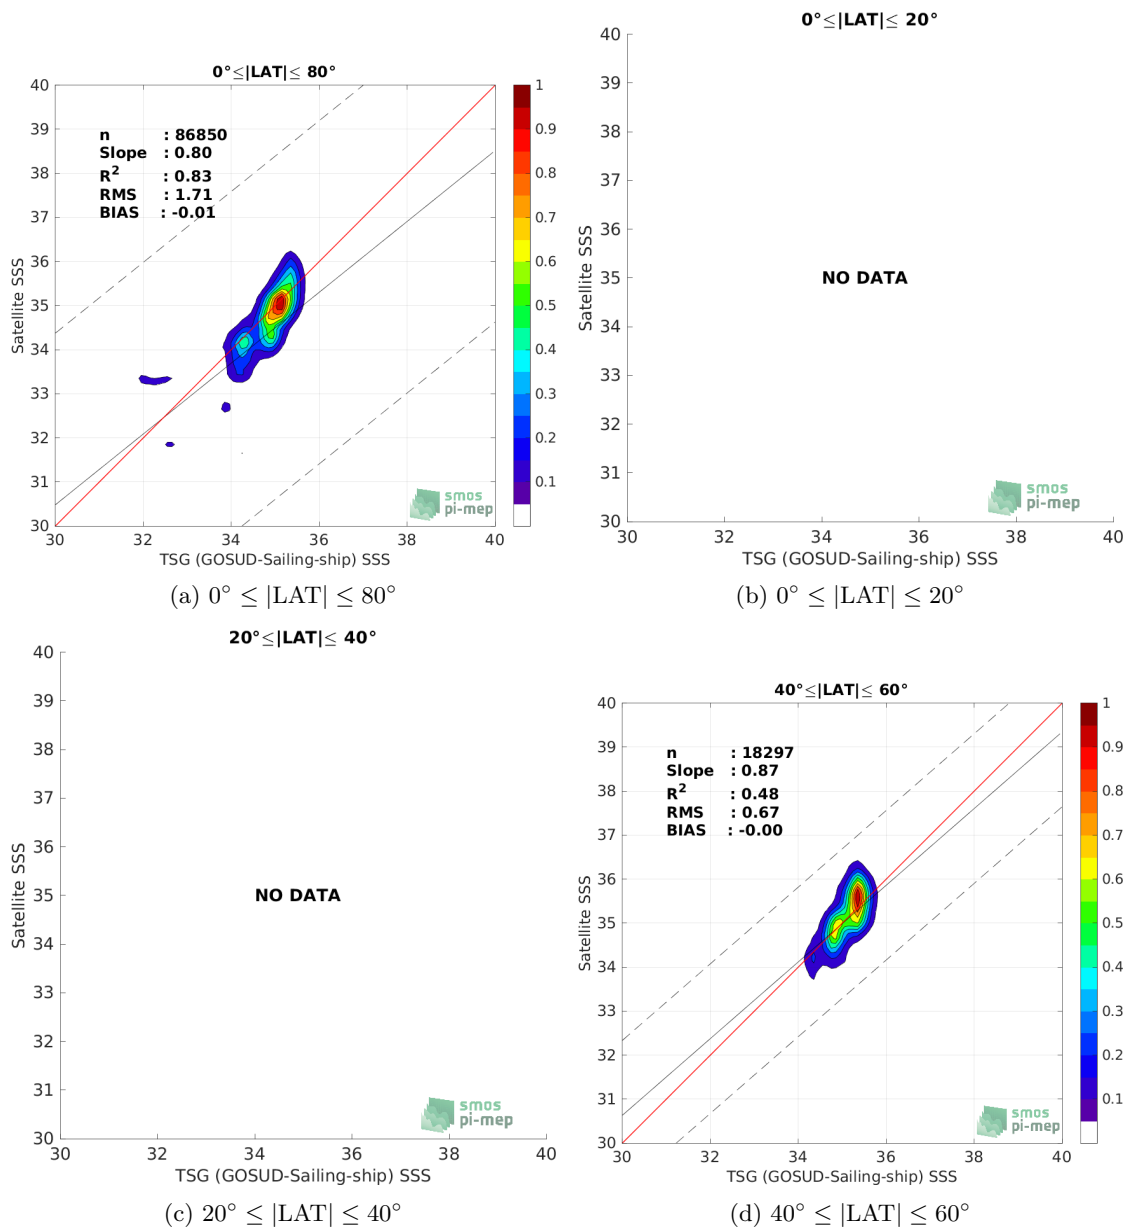 0°≤|LAT|≤ 80°
40
39
38
37
36
35
34
33
32
31
30
Satellite SSS
n : 86850
Slope : 0.80
R² : 0.83
RMS : 1.71
BIAS : -0.01
smos
pi-mep
30 32 34 36 38 40
TSG (GOSUD-Sailing-ship) SSS
1
0.9
0.8
0.7
0.6
0.5
0.4
0.3
0.2
0.1
(a) 0° ≤ |LAT| ≤ 80°
0°≤|LAT|≤ 20°
40
39
38
37
36
35
34
33
32
31
30
Satellite SSS
NO DATA
smos
pi-mep
30 32 34 36 38 40
TSG (GOSUD-Sailing-ship) SSS
(b) 0° ≤ |LAT| ≤ 20°
20°≤|LAT|≤ 40°
40
39
38
37
36
35
34
33
32
31
30
Satellite SSS
NO DATA
smos
pi-mep
30 32 34 36 38 40
TSG (GOSUD-Sailing-ship) SSS
(c) 20° ≤ |LAT| ≤ 40°
40°≤|LAT|≤ 60°
40
39
38
37
36
35
34
33
32
31
30
Satellite SSS
n : 18297
Slope : 0.87
R² : 0.48
RMS : 0.67
BIAS : -0.00
smos
pi-mep
30 32 34 36 38 40
TSG (GOSUD-Sailing-ship) SSS
1
0.9
0.8
0.7
0.6
0.5
0.4
0.3
0.2
0.1
(d) 40° ≤ |LAT| ≤ 60°